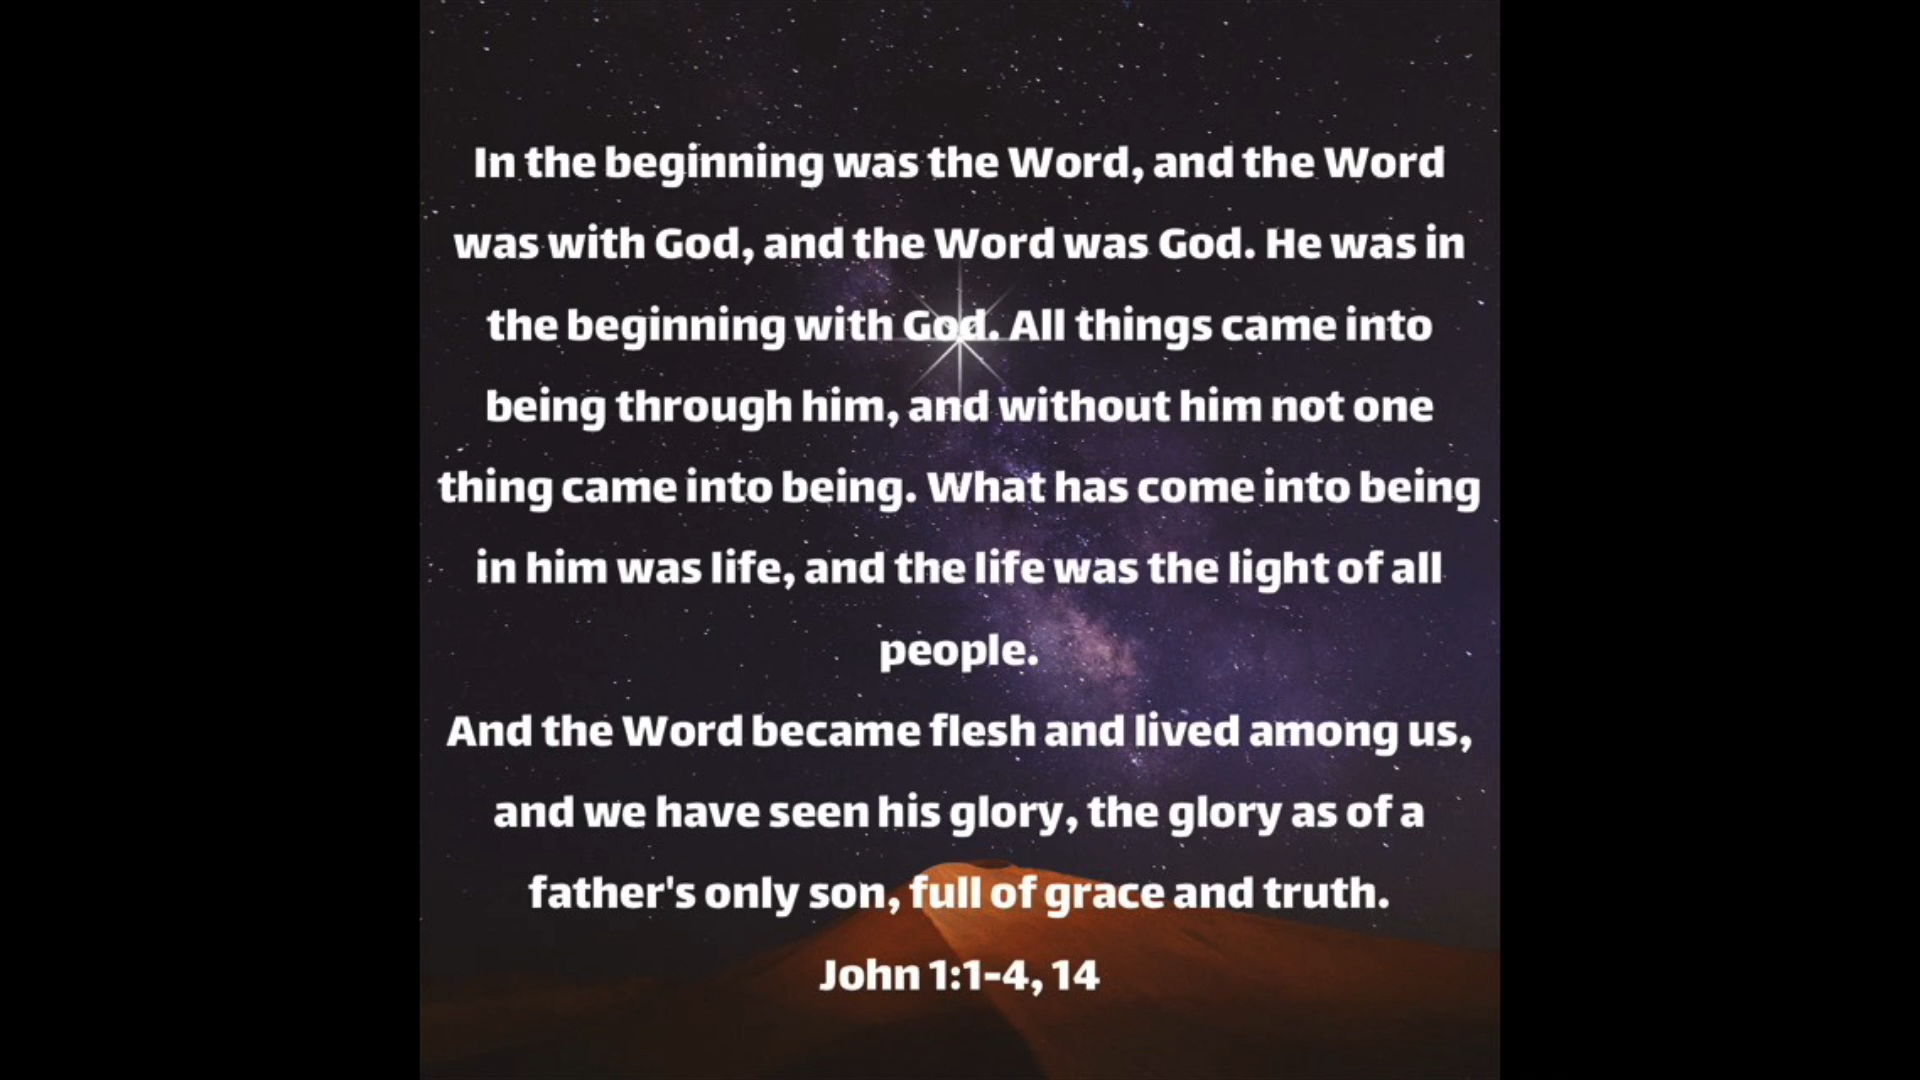 In the beginning was the Word, and the Word
was with God, and the Word was God. He was in
the beginning with God. All things came into
being through him, and without him not one
thing came into being. What has come into being
in him was life, and the life was the light of all
people.
And the Word became flesh and lived among us,
and we have seen his glory, the glory as of a
father's only son, full of grace and truth.
John 1:1-4, 14